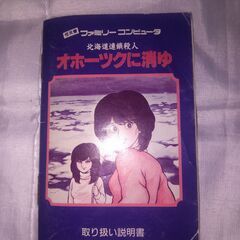 ファミリー コンピュータ
北海道連鎖殺人
オホーツクに消ゆ
取り扱い説明書